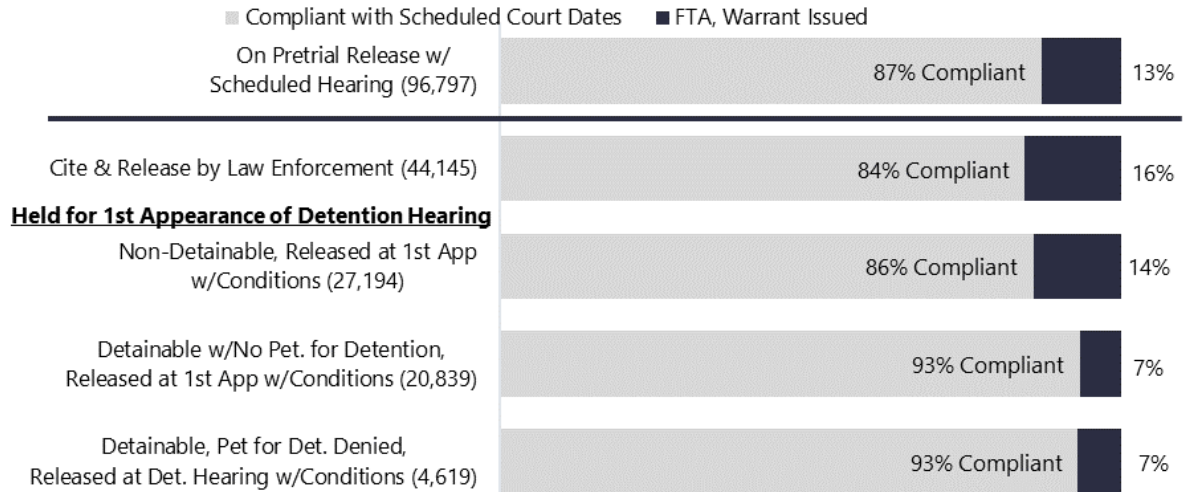 Compliant with Scheduled Court Dates FTA, Warrant Issued
On Pretrial Release w/
Scheduled Hearing (96,797)
87% Compliant 13%
Cite & Release by Law Enforcement (44,145)
84% Compliant 16%
Held for 1st Appearance of Detention Hearing
Non-Detainable, Released at 1st App
w/Conditions (27,194)
86% Compliant 14%
Detainable w/No Pet. for Detention,
Released at 1st App w/Conditions (20,839)
93% Compliant 7%
Detainable, Pet for Det. Denied,
Released at Det. Hearing w/Conditions (4,619)
93% Compliant 7%